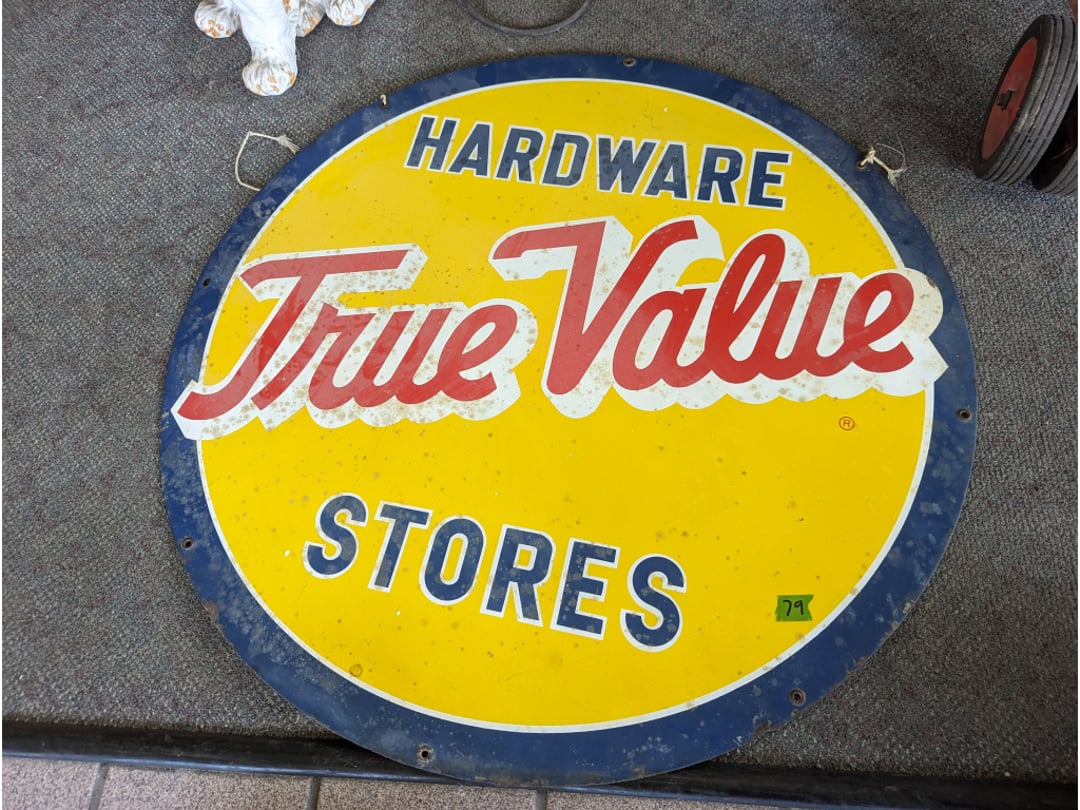 HARDWARE
True Value
®
STORES
79